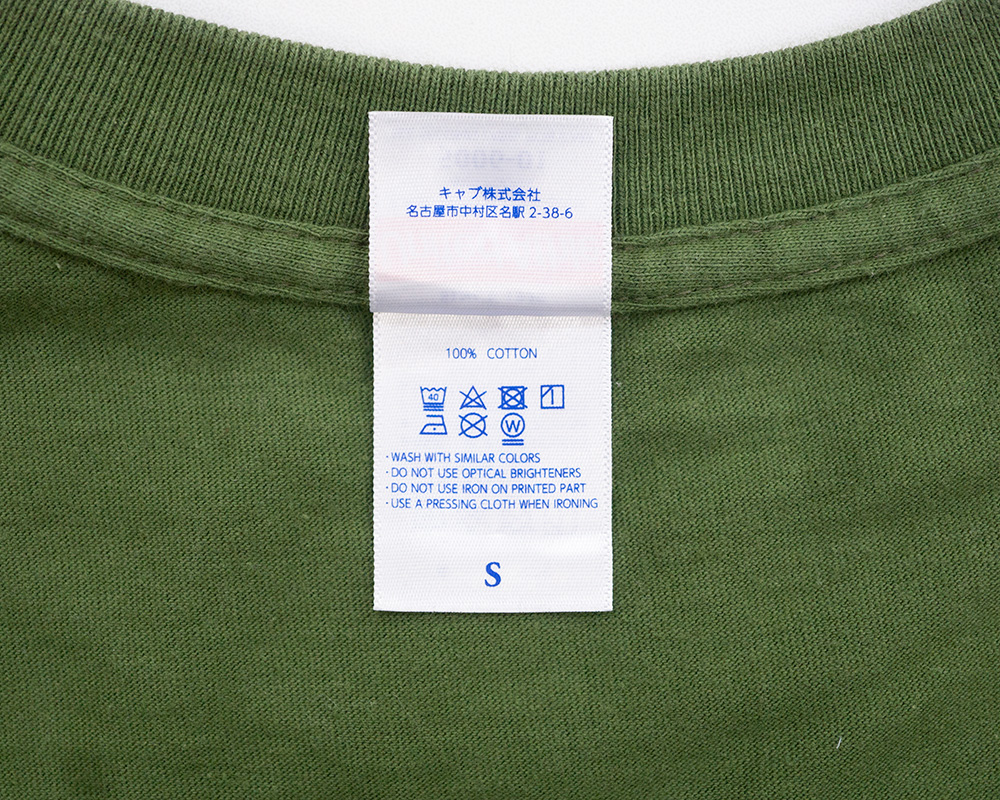 キャブ株式会社
名古屋市中村区名駅 2-38-6
100% COTTON
40
W
・WASH WITH SIMILAR COLORS
・DO NOT USE OPTICAL BRIGHTENERS
・DO NOT USE IRON ON PRINTED PART
・USE A PRESSING CLOTH WHEN IRONING
S